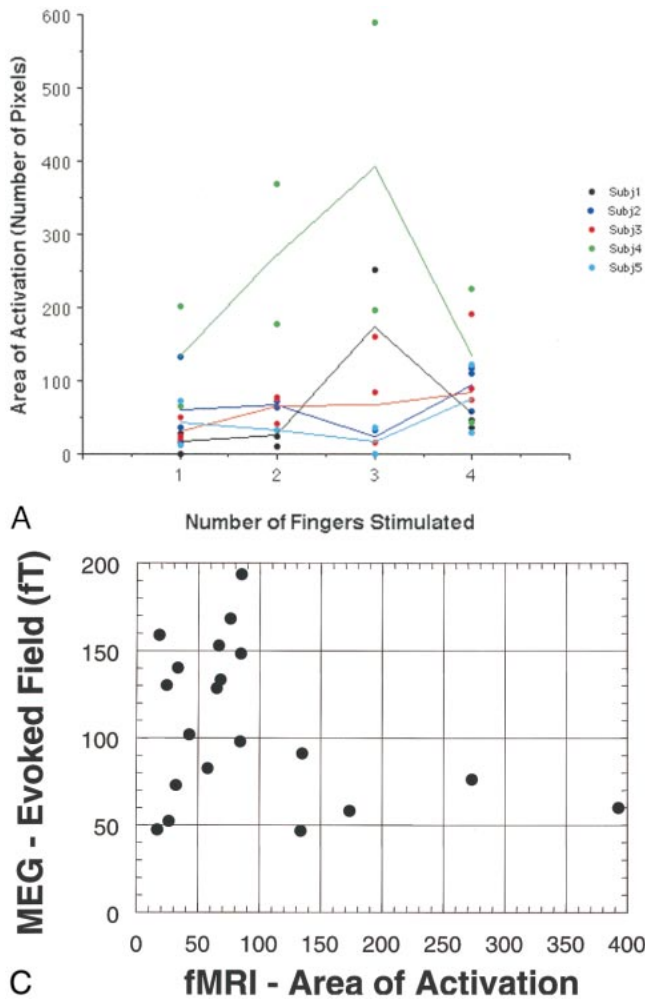 600
500
400
300
200
100
0
Area of Activation (Number of Pixels)
1 2 3 4
Number of Fingers Stimulated
Subj1
Subj2
Subj3
Subj4
Subj5
A
200
150
100
50
0
MEG - Evoked Field (fT)
0 50 100 150 200 250 300 350 400
fMRI - Area of Activation
C